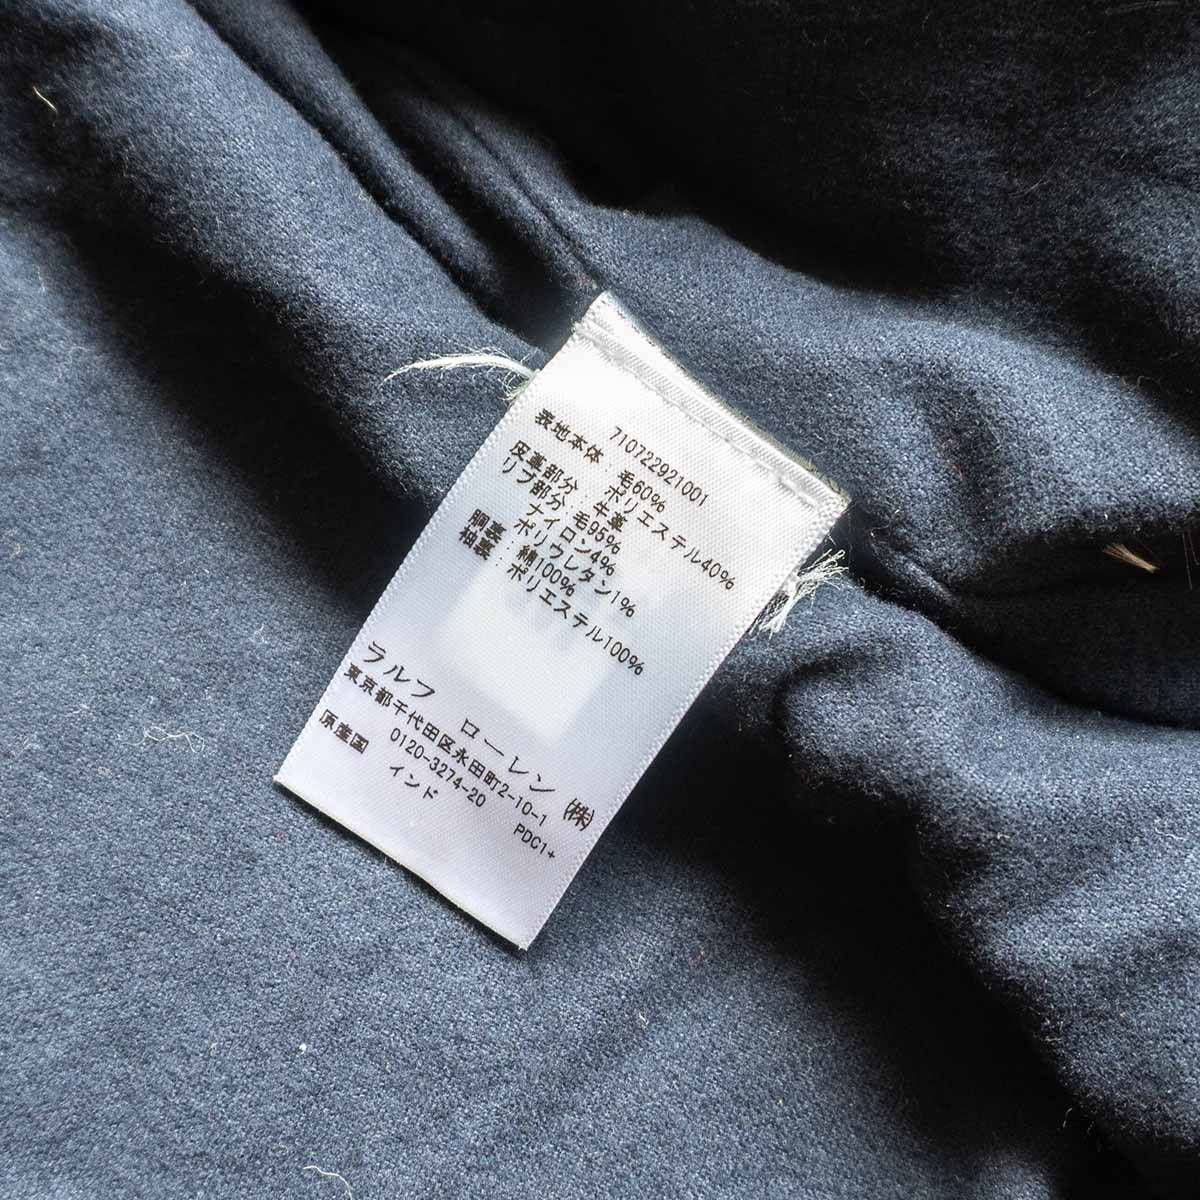 710722921001
表地本体：毛60%
ポリエステル40%
皮革部分：牛革
リブ部分：毛95%
ナイロン4%
ポリウレタン1%
胴裏：綿100%
袖裏：ポリエステル100%
ラルフ ローレン（株）
東京都千代田区永田町2-10-1
0120-3274-20
原産国 インド
PDC1+